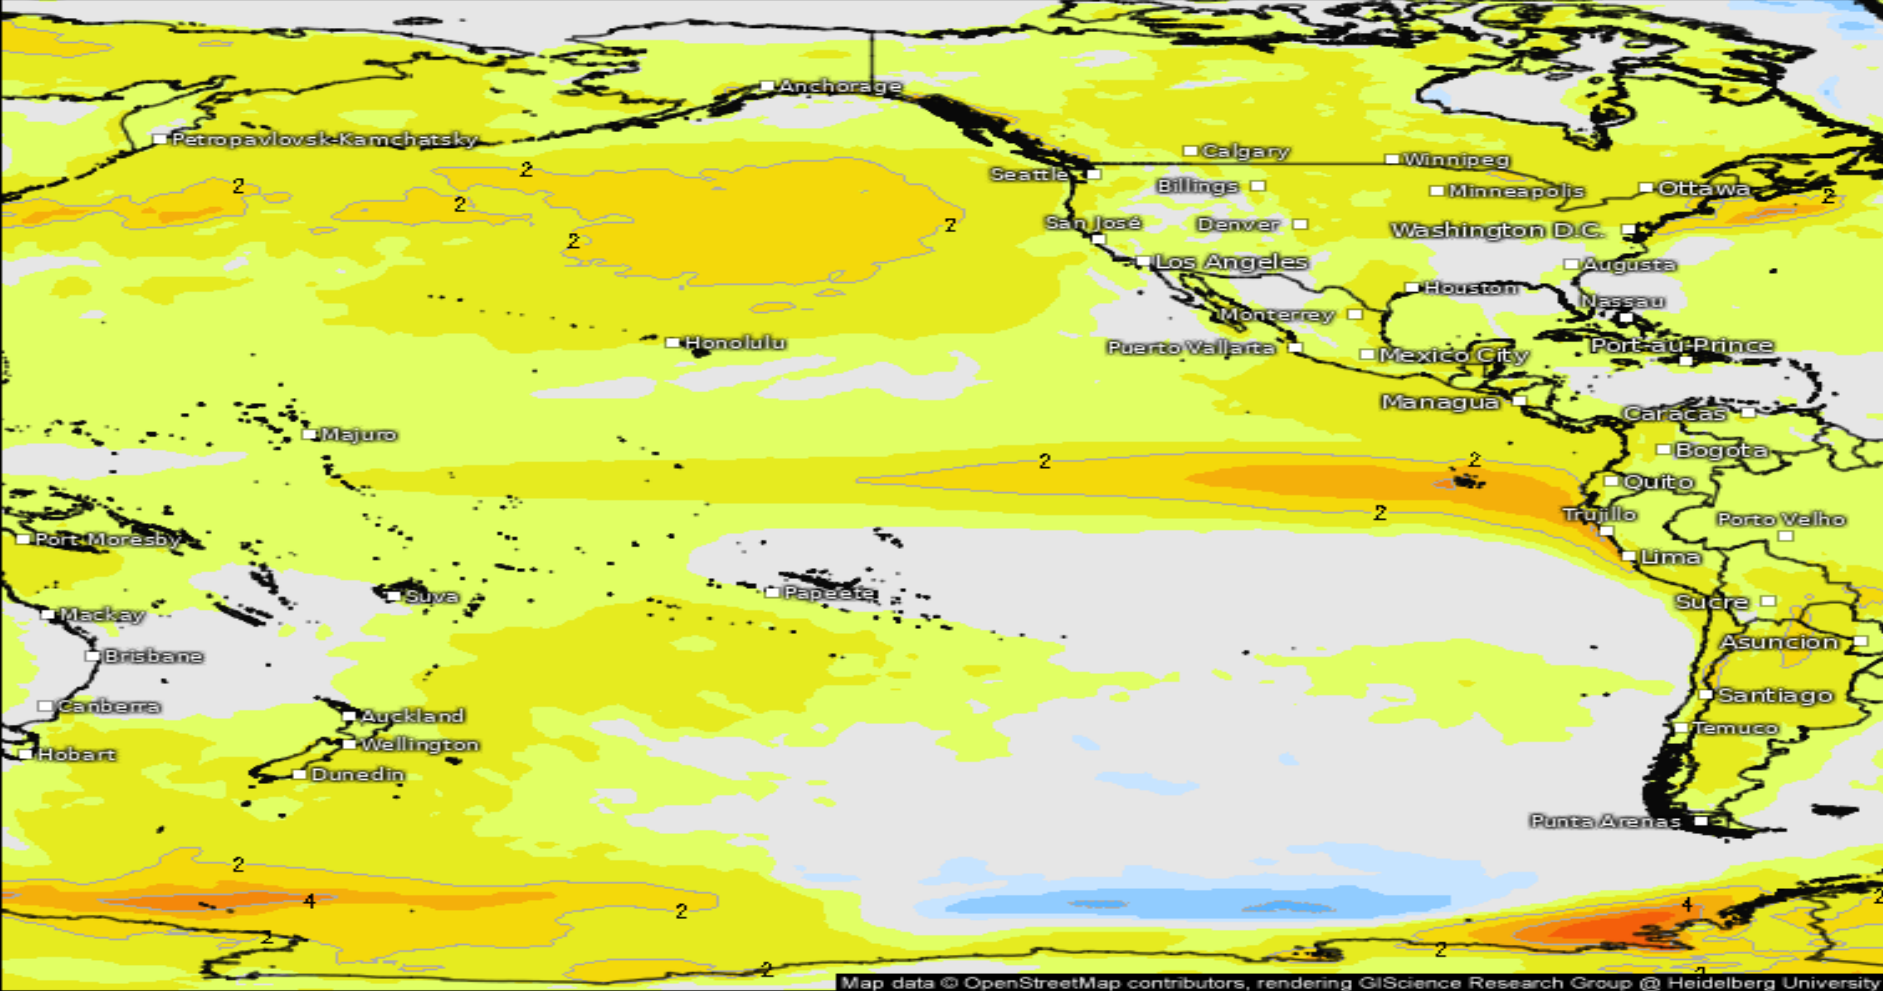 Anchorage
Petropavlovsk-Kamchatsky
Calgary
Winnipeg
2
Seattle
Billings
Minneapolis
Ottawa
2
2
2
2
San José
Denver
Washington D.C.
2
Los Angeles
Augusta
Houston
Nassau
Monterrey
Honolulu
Puerto Vallarta
Mexico City
Port-au-Prince
Managua
Caracas
Majuro
Bogota
2
2
Quito
2
Trujillo
Porto Velho
Port Moresby
Lima
Papeete
Suva
Sucre
Mackay
Asuncion
Brisbane
Santiago
Canberra
Auckland
Temuco
Wellington
Hobart
Dunedin
Punta Arenas
2
4
2
4
2
2
2
2
2
Map data © OpenStreetMap contributors, rendering GIScience Research Group @ Heidelberg University